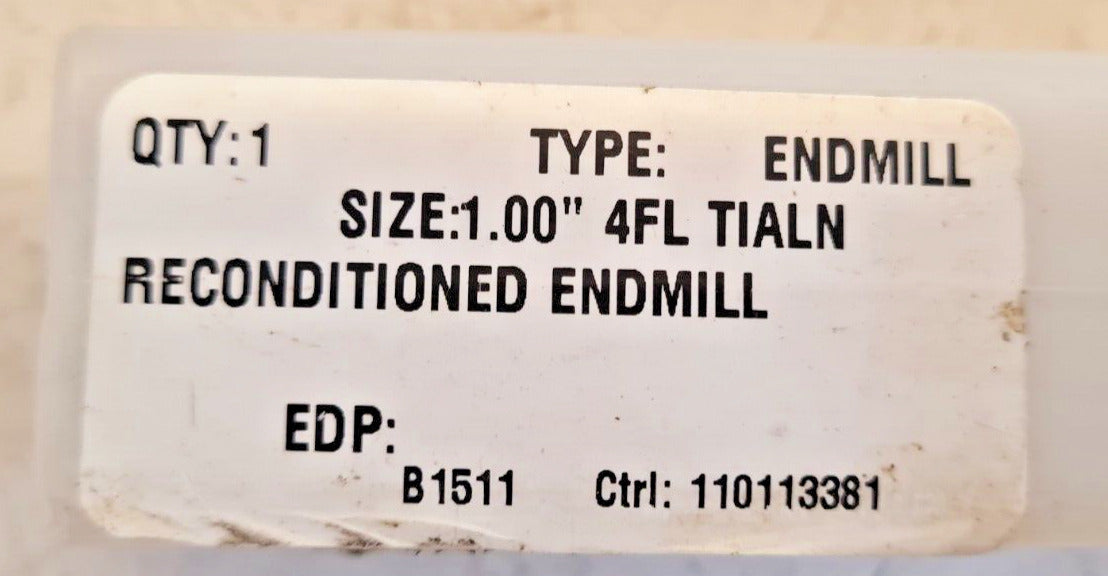 QTY:1 TYPE: ENDMILL
SIZE:1.00" 4FL TIALN
RECONDITIONED ENDMILL
EDP:
B1511 Ctrl: 110113381